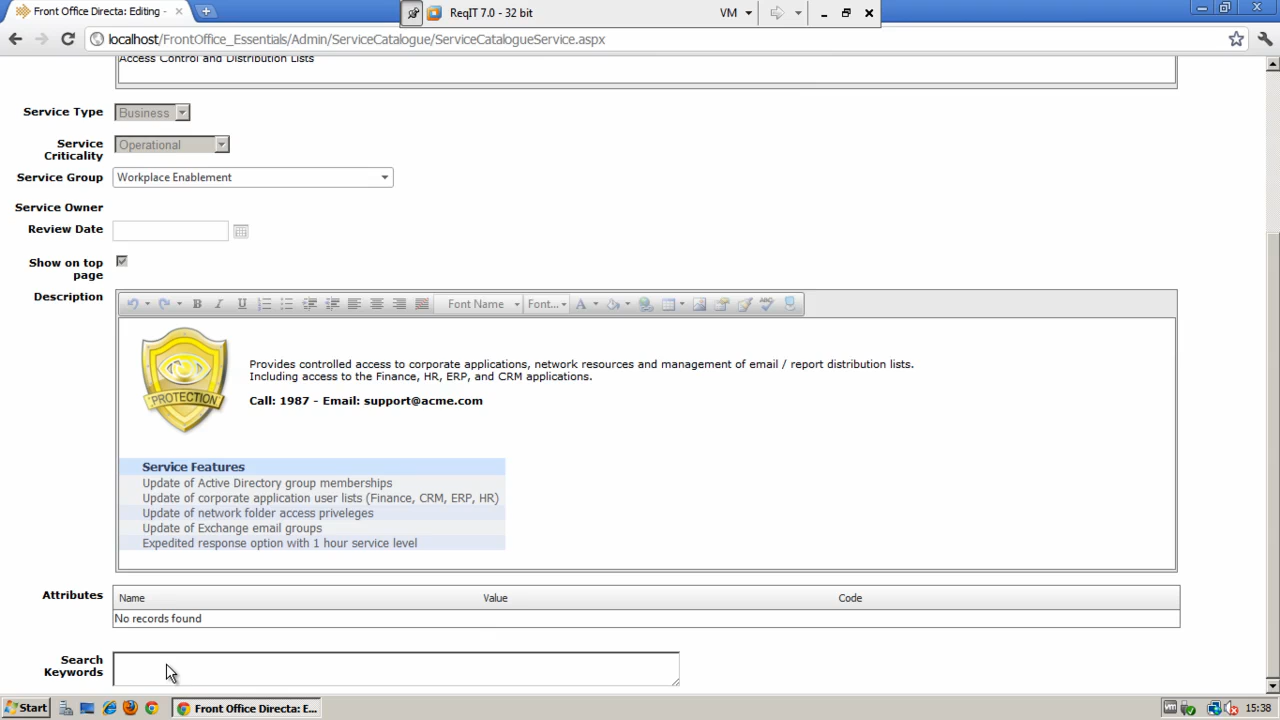 Front Office Directa: Editing -
ReqIT 7.0 - 32 bit
VM
localhost/FrontOffice_Essentials/Admin/ServiceCatalogue/ServiceCatalogueService.aspx
Access Control and Distribution Lists
Service Type
Business
Service Criticality
Operational
Service Group
Workplace Enablement
Service Owner
Review Date
Show on top page
Description
B I U Font Name Font... A ABC
PROTECTION
Provides controlled access to corporate applications, network resources and management of email / report distribution lists.
Including access to the Finance, HR, ERP, and CRM applications.
Call: 1987 - Email: support@acme.com
Service Features
Update of Active Directory group memberships
Update of corporate application user lists (Finance, CRM, ERP, HR)
Update of network folder access priveleges
Update of Exchange email groups
Expedited response option with 1 hour service level
Attributes
Name Value Code
No records found
Search Keywords
Start
Front Office Directa: E...
15:38